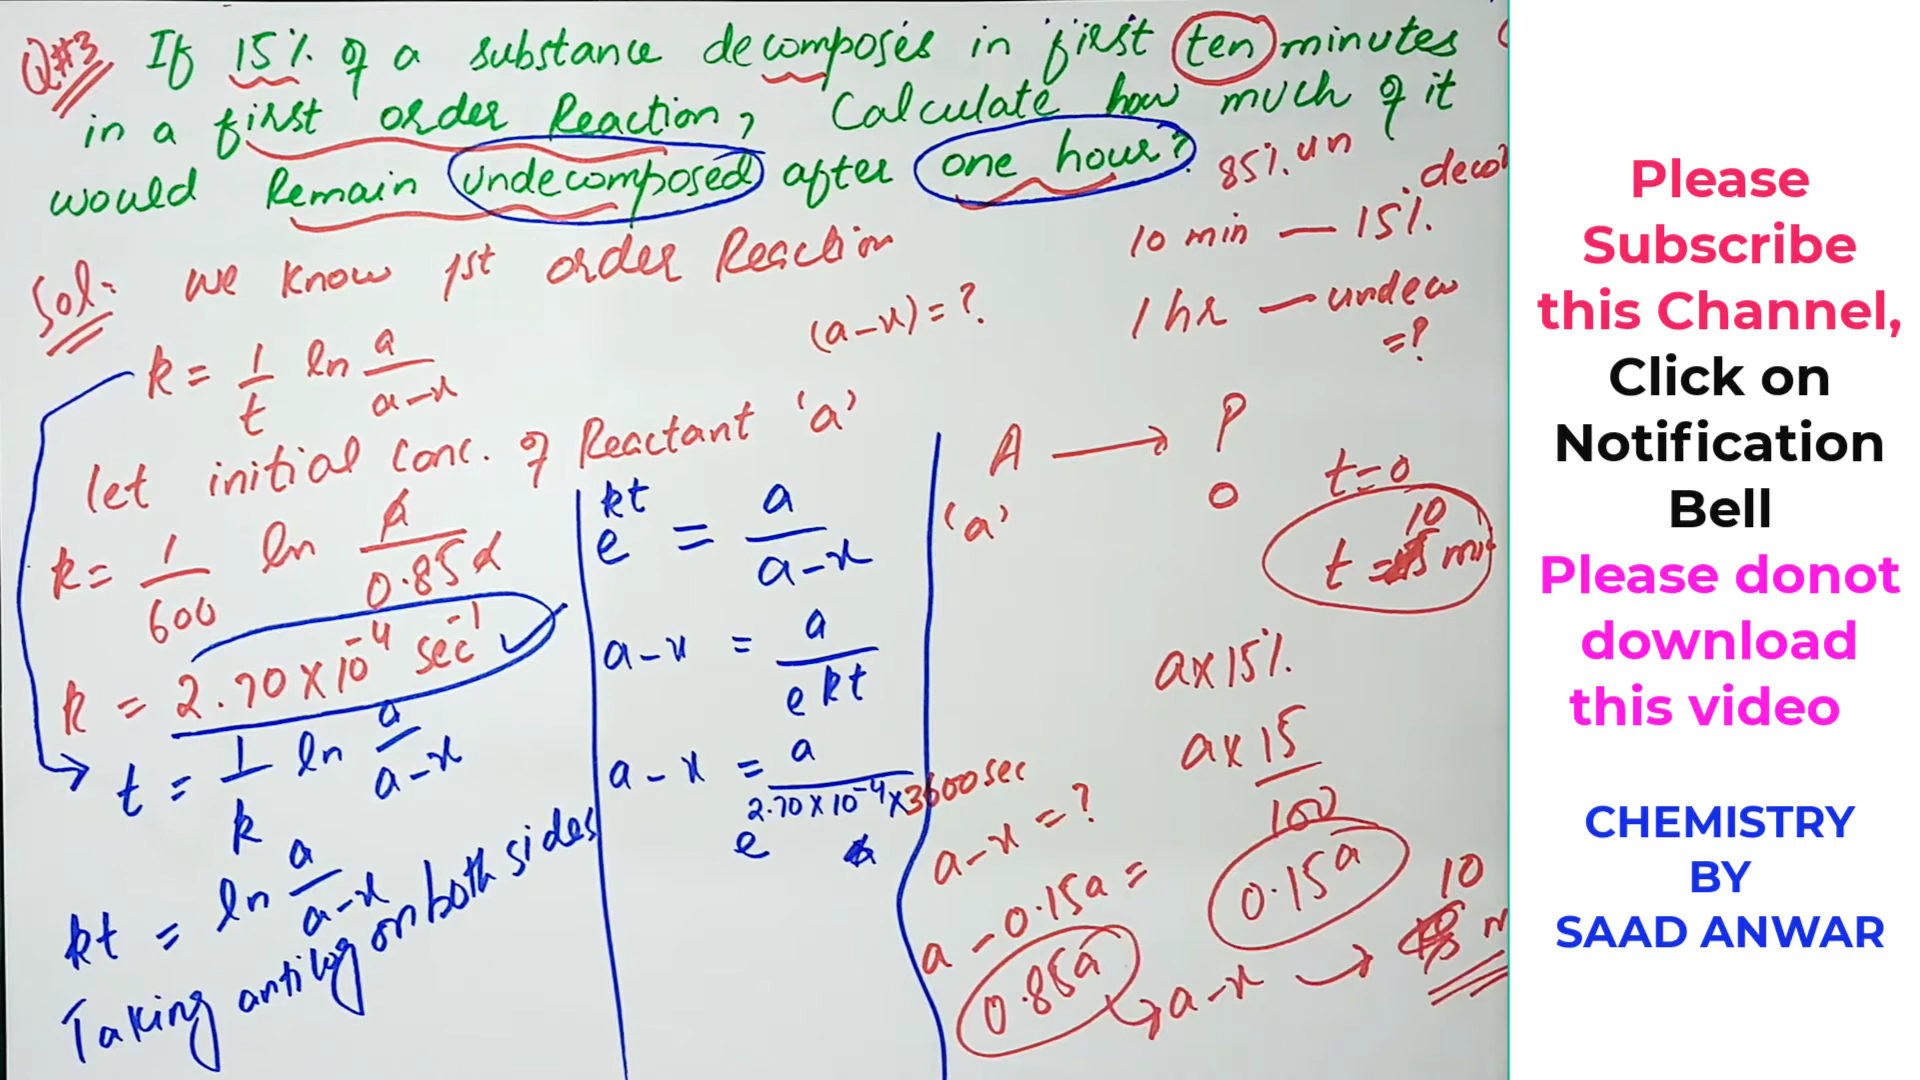 Q#3 If 15% of a substance decomposes in first ten minutes
in a first order Reaction, Calculate how much of it
would Remain undecomposed after one hour?
85% un
Sol:- we know 1st order Reaction
10 min — 15%. deco
(a-x) = ?
1 hr — undeco
= ?
k = 1/t ln a/a-x
let initial conc. of Reactant 'a'
A → P
'a' 0 t=0
t = 10 min
k = 1/600 ln a/0.85a
k = 2.70 x 10^-4 sec^-1
t = 1/k ln a/a-x
kt = ln a/a-x
Taking antilog on both sides
e^kt = a/a-x
a-x = a/e^kt
a-x = a/e^2.70x10^-4 x 3600 sec
a x 15%
a x 15/100
0.15a
a-x = ?
a - 0.15a =
0.85a → a-x → 10 m
Please
Subscribe
this Channel,
Click on
Notification
Bell
Please donot
download
this video
CHEMISTRY
BY
SAAD ANWAR